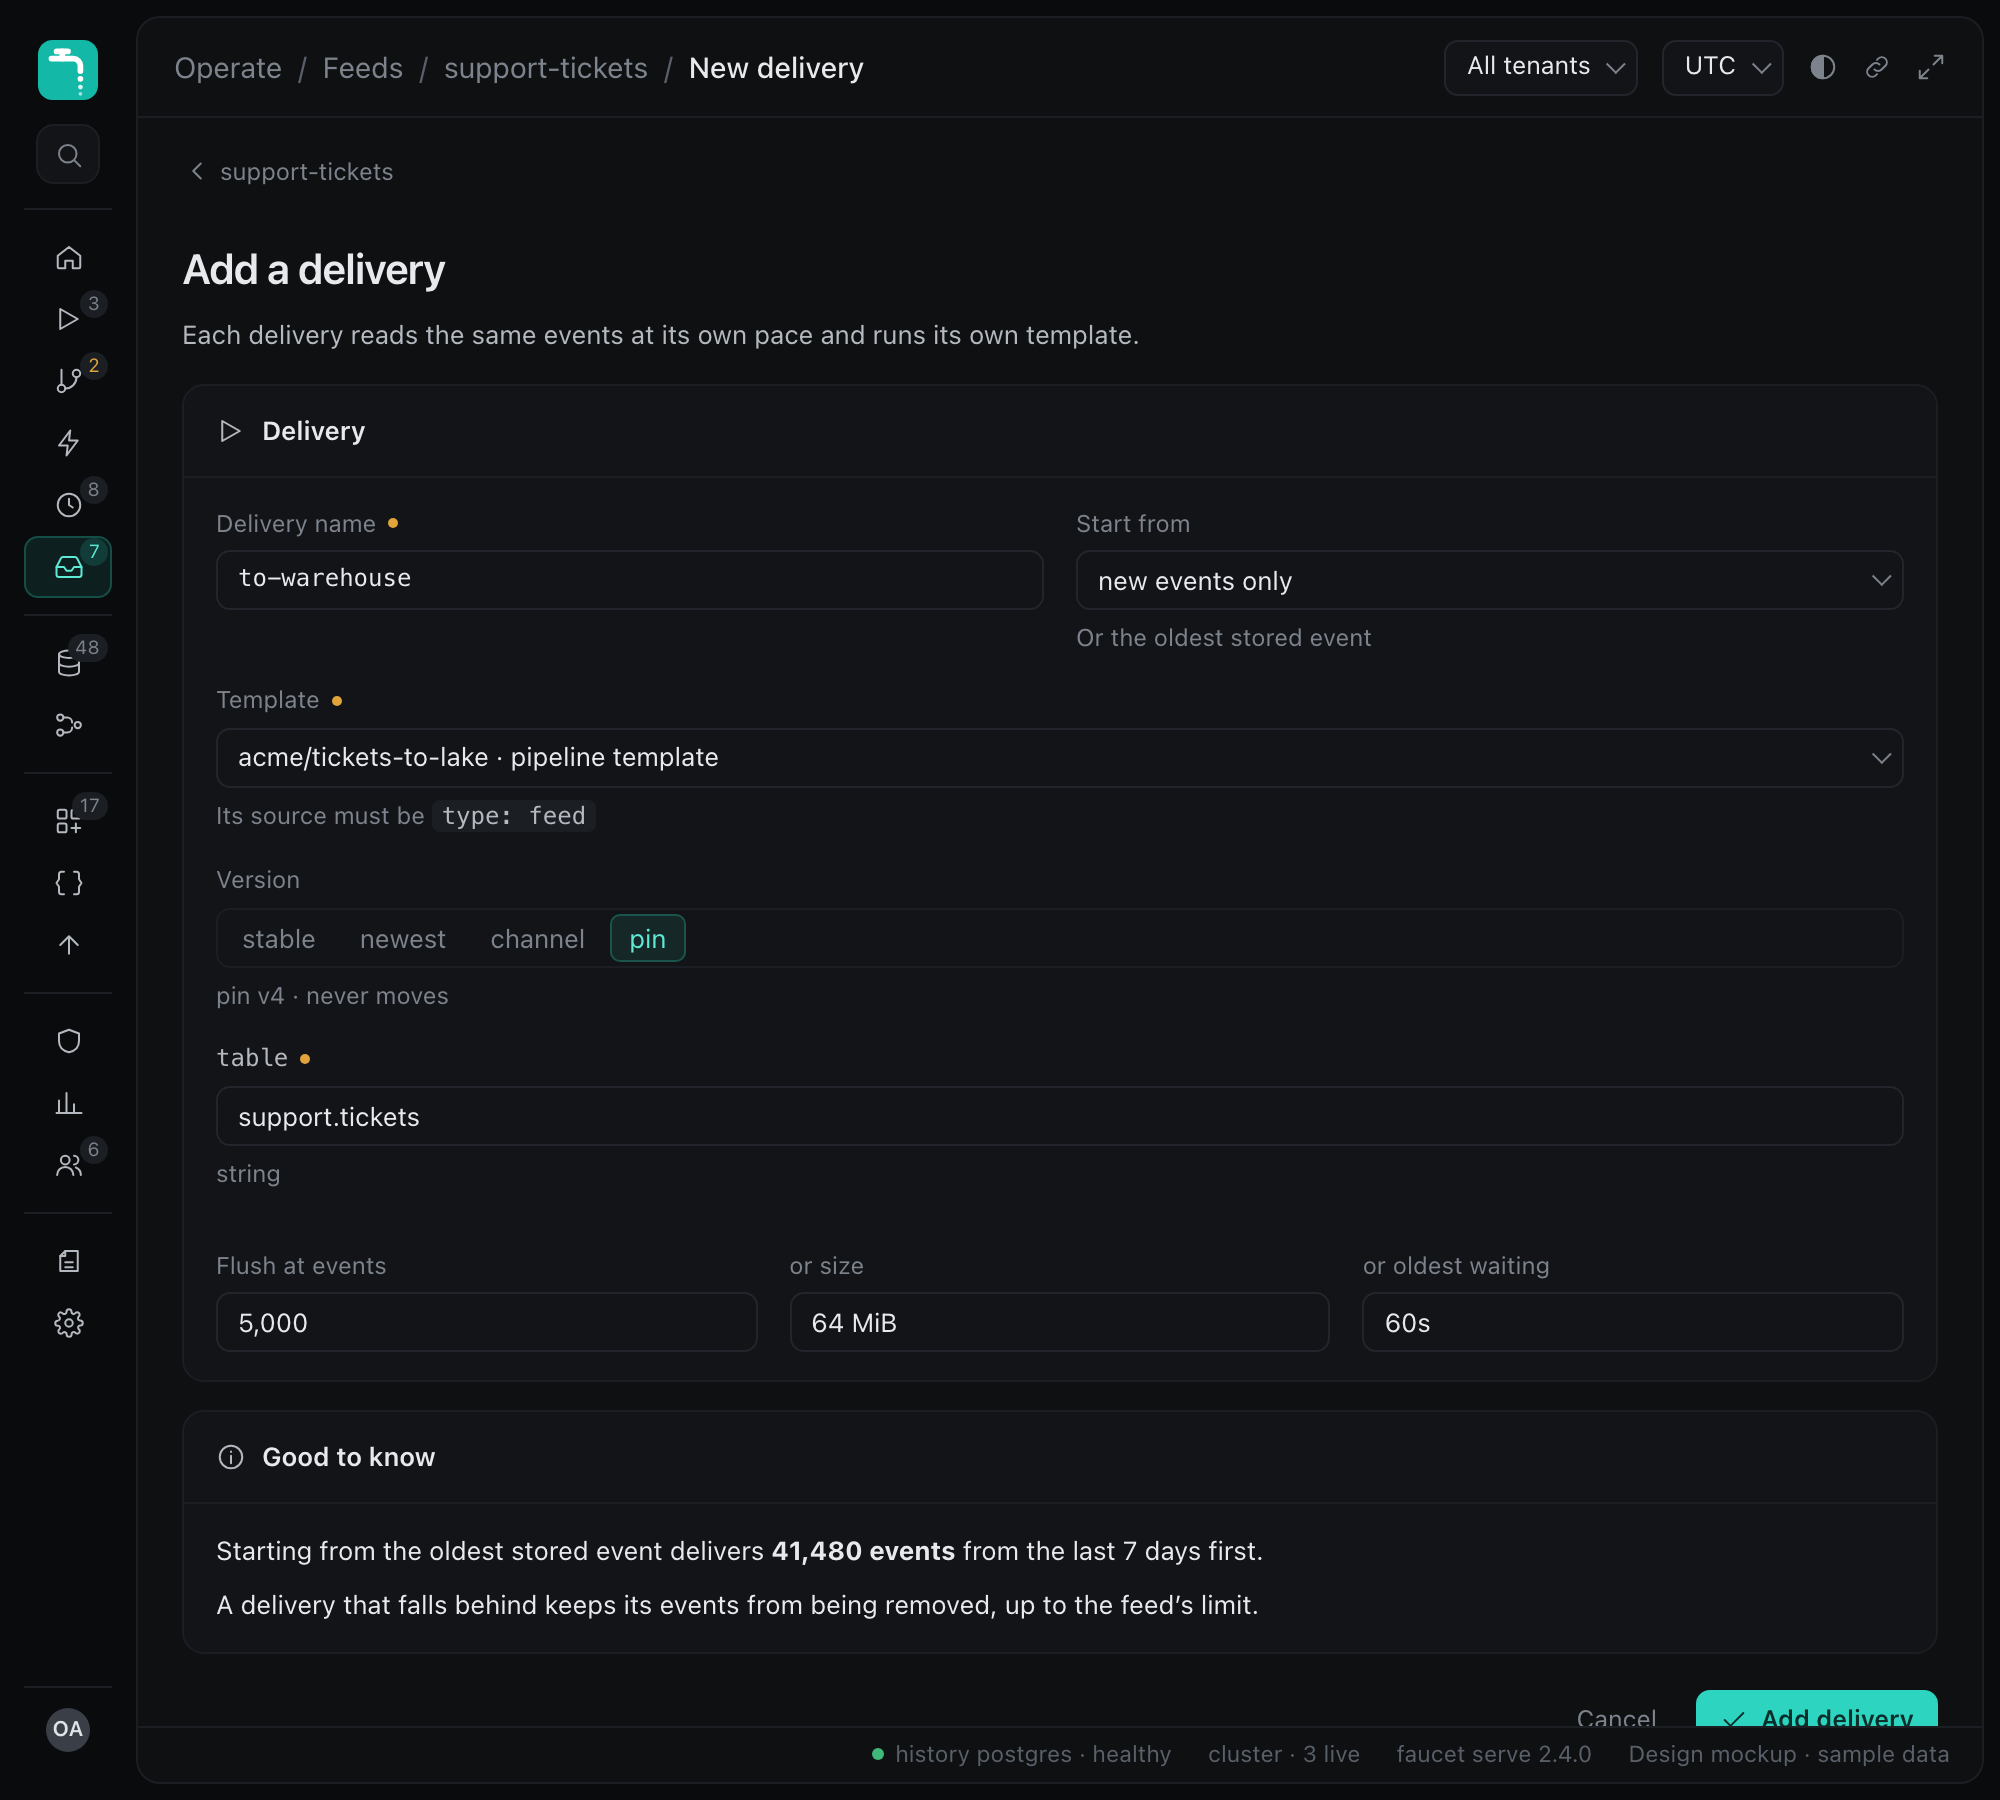 Operate / Feeds / support-tickets / New delivery
All tenants
UTC
support-tickets
3
2
8
7
48
17
6
OA
Add a delivery
Each delivery reads the same events at its own pace and runs its own template.
Delivery
Delivery name
Start from
to-warehouse
new events only
Or the oldest stored event
Template
acme/tickets-to-lake · pipeline template
Its source must be type: feed
Version
stable newest channel pin
pin v4 · never moves
table
support.tickets
string
Flush at events
or size
or oldest waiting
5,000
64 MiB
60s
Good to know
Starting from the oldest stored event delivers 41,480 events from the last 7 days first.
A delivery that falls behind keeps its events from being removed, up to the feed’s limit.
Cancel
Add delivery
history postgres · healthy
cluster · 3 live
faucet serve 2.4.0
Design mockup · sample data